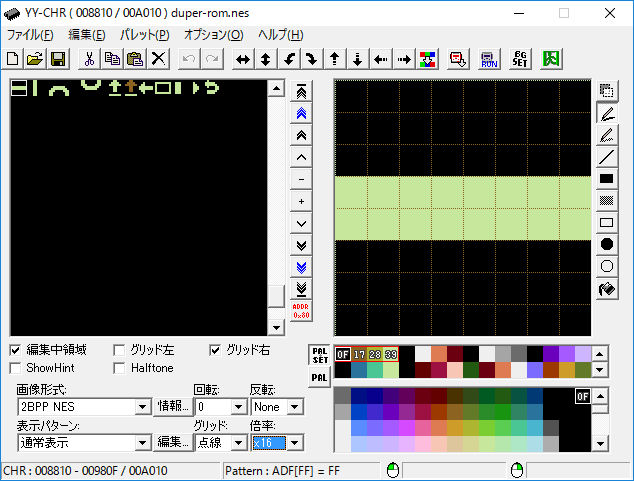 YY-CHR ( 008810 / 00A010 ) duper-rom.nes
ファイル(F) 編集(E) パレット(P) オプション(O) ヘルプ(H)
RUN BG SET
ADDR 0x80
編集中領域 グリッド左 グリッド右
ShowHint Halftone
PAL SET
PAL
0F 17 28 39
0F
画像形式: 回転: 反転:
2BPP NES 情報... 0 None
表示パターン: グリッド: 倍率:
通常表示 編集... 点線 x16
CHR : 008810 - 00980F / 00A010 Pattern : ADF[FF] = FF